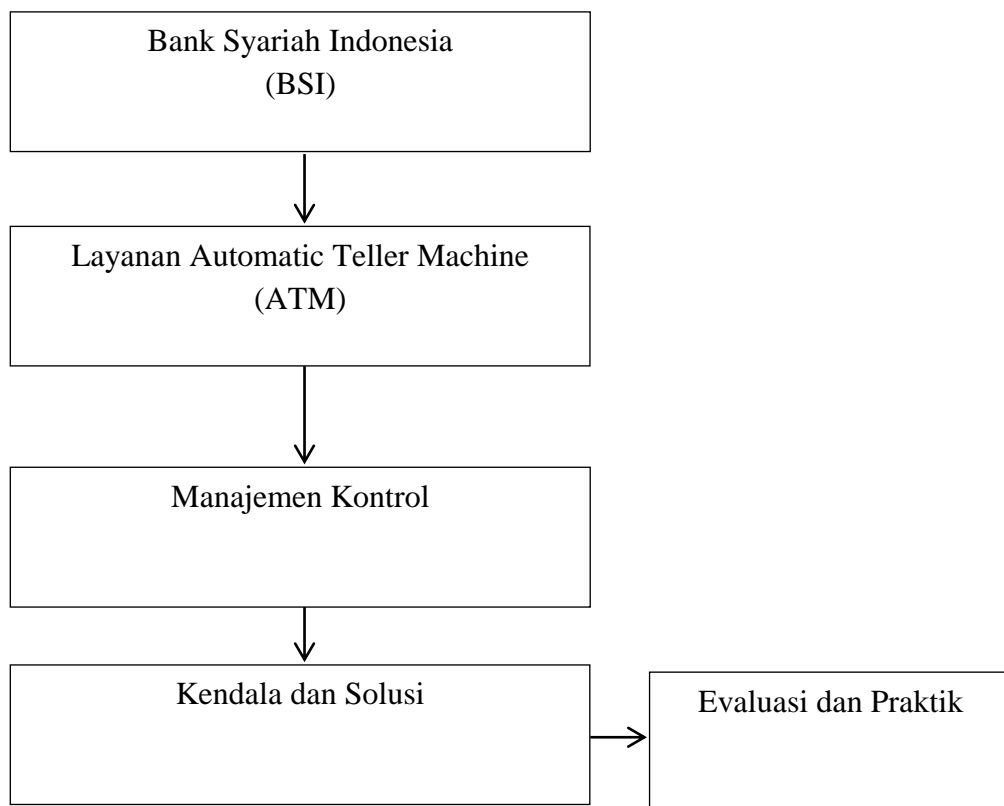 Bank Syariah Indonesia
(BSI)
Layanan Automatic Teller Machine
(ATM)
Manajemen Kontrol
Kendala dan Solusi
Evaluasi dan Praktik